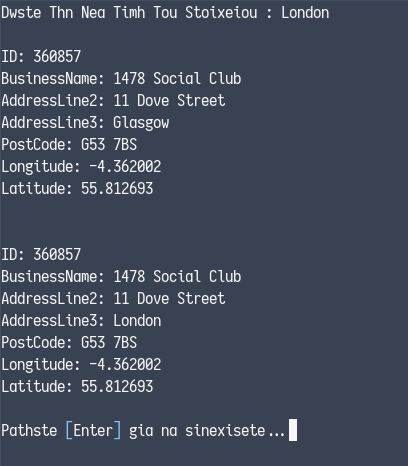 Dwste Thn Nea Timh Tou Stoixeiou : London
ID: 360857
BusinessName: 1478 Social Club
AddressLine2: 11 Dove Street
AddressLine3: Glasgow
PostCode: G53 7BS
Longitude: -4.362002
Latitude: 55.812693
ID: 360857
BusinessName: 1478 Social Club
AddressLine2: 11 Dove Street
AddressLine3: London
PostCode: G53 7BS
Longitude: -4.362002
Latitude: 55.812693
Pathste [Enter] gia na sinexisete...